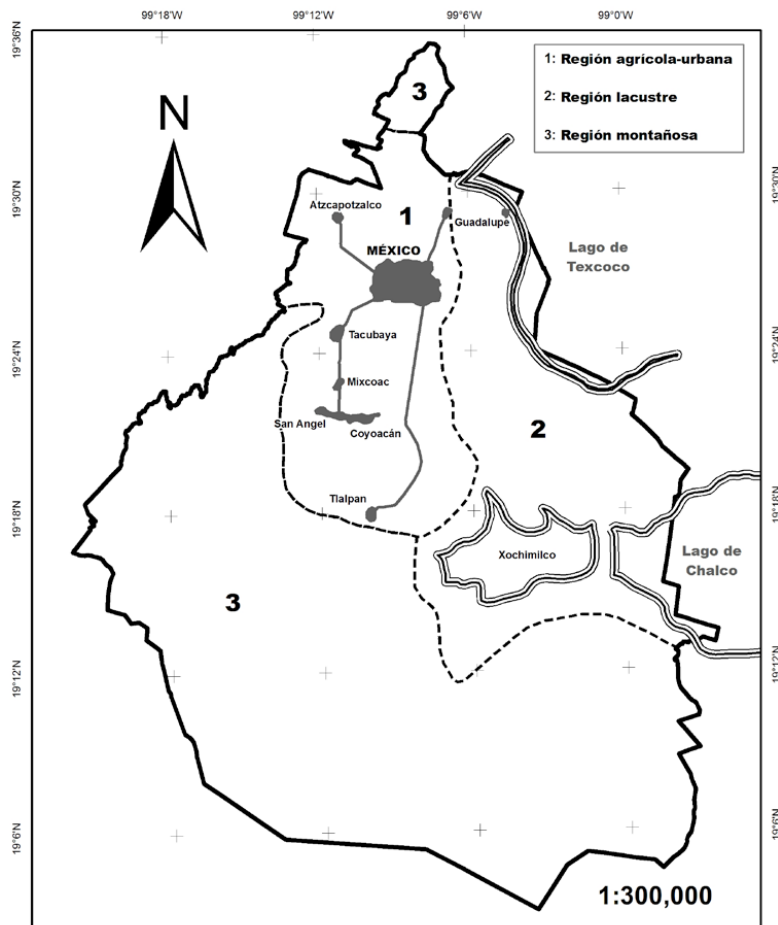 99°18'W 99°12'W 99°6'W 99°0'W
19°36'N
1: Región agrícola-urbana
2: Región lacustre
3: Región montañosa
3
N
19°30'N
19°30'N
Atzcapotzalco
1
Guadalupe
MÉXICO
Lago de
Texcoco
Tacubaya
19°24'N
19°24'N
Mixcoac
San Angel
Coyoacán
2
Tlalpan
19°18'N
19°18'N
Xochimilco
Lago de
Chalco
3
19°12'N
19°12'N
19°6'N
19°6'N
1:300,000